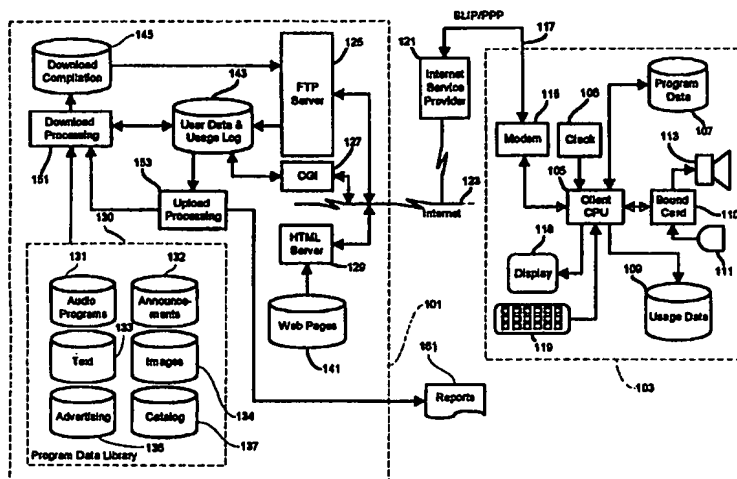 SLIP/PPP
145
125
117
121
Download
Compilation
143
FTP
Server
Internet
Service
Provider
115
106
Program
Data
107
Download
Processing
User Data &
Usage Log
Modem
Clock
113
151
127
105
153
CGI
123
Client
CPU
Sound
Card
110
Upload
Processing
Internet
130
HTML
Server
118
111
131
132
129
109
Display
Audio
Programs
Announce-
ments
133
Web Pages
101
Usage Data
Text
Images
141
161
119
134
Reports
103
Advertising
Catalog
135
137
Program Data Library